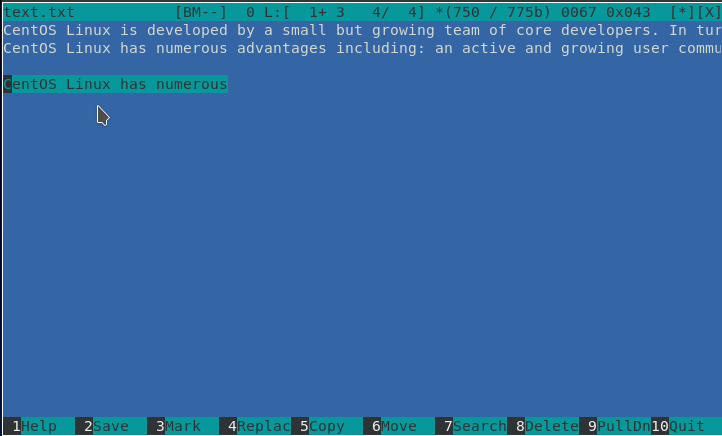 text.txt [BM--] 0 L:[ 1+ 3 4/ 4] *(750 / 775b) 0067 0x043 [*][X]
CentOS Linux is developed by a small but growing team of core developers. In tur
CentOS Linux has numerous advantages including: an active and growing user commu
CentOS Linux has numerous
1Help 2Save 3Mark 4Replac 5Copy 6Move 7Search 8Delete 9PullDn 10Quit